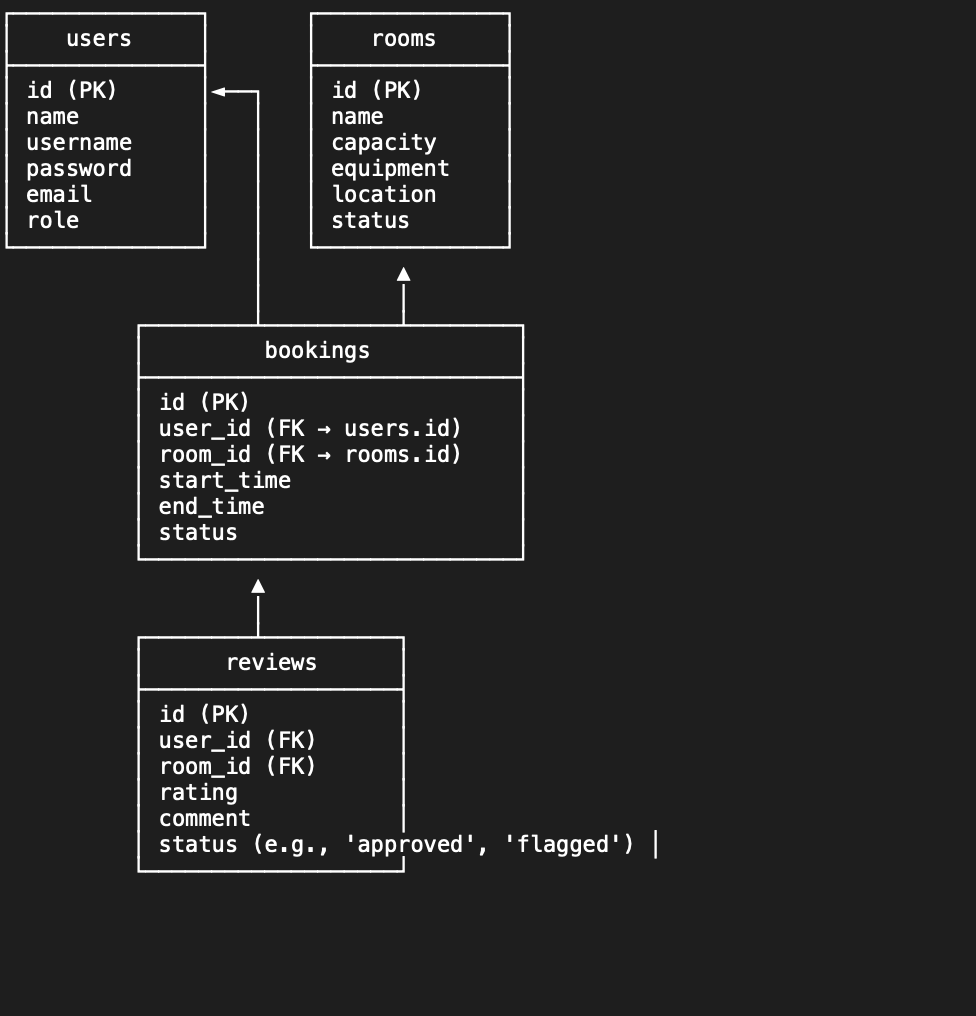 users
id (PK)
name
username
password
email
role
rooms
id (PK)
name
capacity
equipment
location
status
bookings
id (PK)
user_id (FK → users.id)
room_id (FK → rooms.id)
start_time
end_time
status
reviews
id (PK)
user_id (FK)
room_id (FK)
rating
comment
status (e.g., 'approved', 'flagged') │